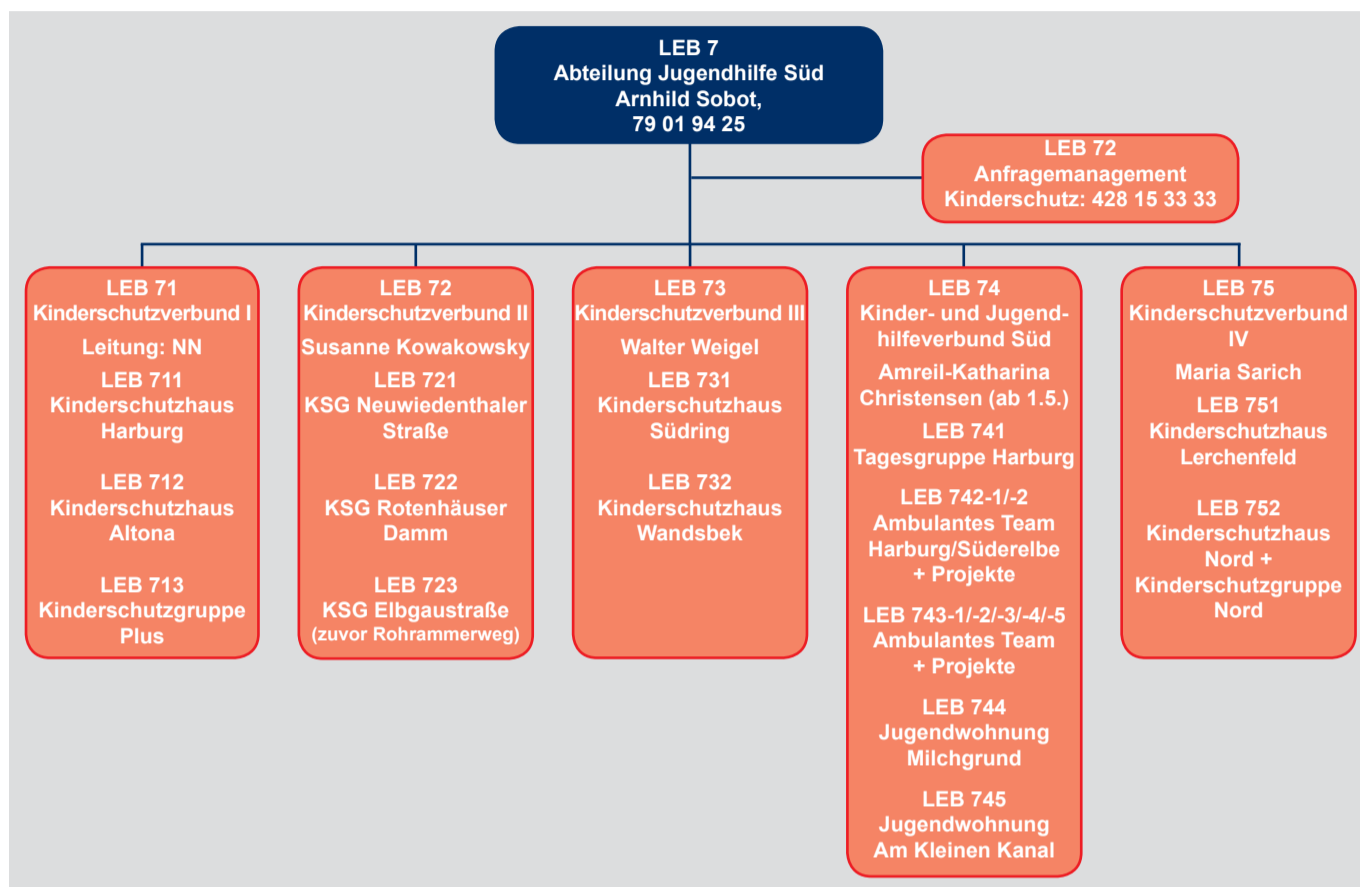 LEB 7
Abteilung Jugendhilfe Süd
Arnhild Sobot,
79 01 94 25
LEB 72
Anfragemanagement
Kinderschutz: 428 15 33 33
LEB 71
Kinderschutzverbund I
Leitung: NN
LEB 711
Kinderschutzhaus
Harburg
LEB 712
Kinderschutzhaus
Altona
LEB 713
Kinderschutzgruppe
Plus
LEB 72
Kinderschutzverbund II
Susanne Kowakowsky
LEB 721
KSG Neuwiedenthaler
Straße
LEB 722
KSG Rotenhäuser
Damm
LEB 723
KSG Elbgaustraße
(zuvor Rohrammerweg)
LEB 73
Kinderschutzverbund III
Walter Weigel
LEB 731
Kinderschutzhaus
Südring
LEB 732
Kinderschutzhaus
Wandsbek
LEB 74
Kinder- und Jugend-
hilfeverbund Süd
Amreil-Katharina
Christensen (ab 1.5.)
LEB 741
Tagesgruppe Harburg
LEB 742-1/-2
Ambulantes Team
Harburg/Süderelbe
+ Projekte
LEB 743-1/-2/-3/-4/-5
Ambulantes Team
+ Projekte
LEB 744
Jugendwohnung
Milchgrund
LEB 745
Jugendwohnung
Am Kleinen Kanal
LEB 75
Kinderschutzverbund
IV
Maria Sarich
LEB 751
Kinderschutzhaus
Lerchenfeld
LEB 752
Kinderschutzhaus
Nord +
Kinderschutzgruppe
Nord